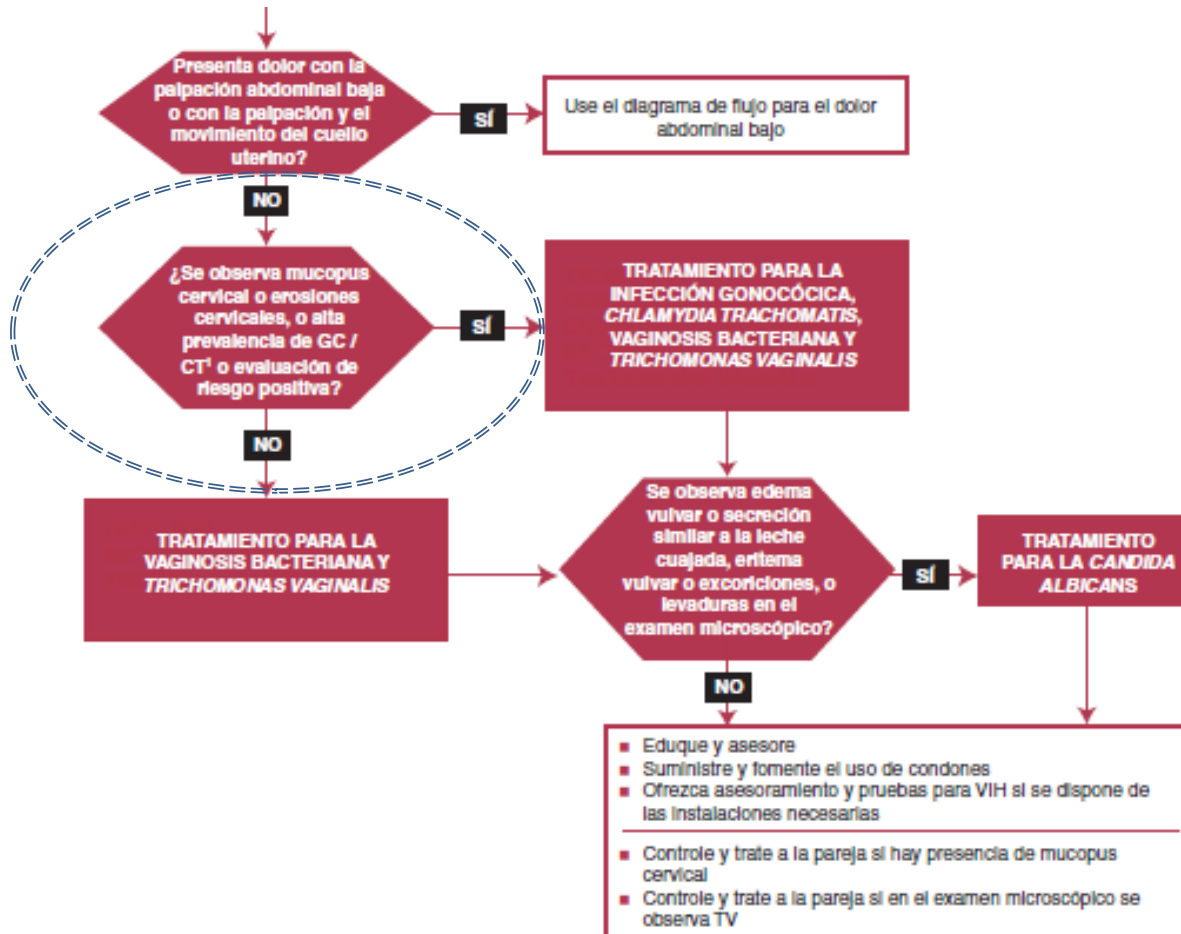 Presenta dolor con la
palpación abdominal baja
o con la palpación y el
movimiento del cuello
uterino?
SÍ
Use el diagrama de flujo para el dolor
abdominal bajo
NO
¿Se observa mucopus
cervical o erosiones
cervicales, o alta
prevalencia de GC /
CT¹ o evaluación de
riesgo positiva?
SÍ
TRATAMIENTO PARA LA
INFECCIÓN GONOCÓCICA,
CHLAMYDIA TRACHOMATIS,
VAGINOSIS BACTERIANA Y
TRICHOMONAS VAGINALIS
NO
TRATAMIENTO PARA LA
VAGINOSIS BACTERIANA Y
TRICHOMONAS VAGINALIS
Se observa edema
vulvar o secreción
similar a la leche
cuajada, eritema
vulvar o excoriciones, o
levaduras en el
examen microscópico?
SÍ
TRATAMIENTO
PARA LA CANDIDA
ALBICANS
NO
■ Eduque y asesore
■ Suministre y fomente el uso de condones
■ Ofrezca asesoramiento y pruebas para VIH si se dispone de
las instalaciones necesarias
■ Controle y trate a la pareja si hay presencia de mucopus
cervical
■ Controle y trate a la pareja si en el examen microscópico se
observa TV